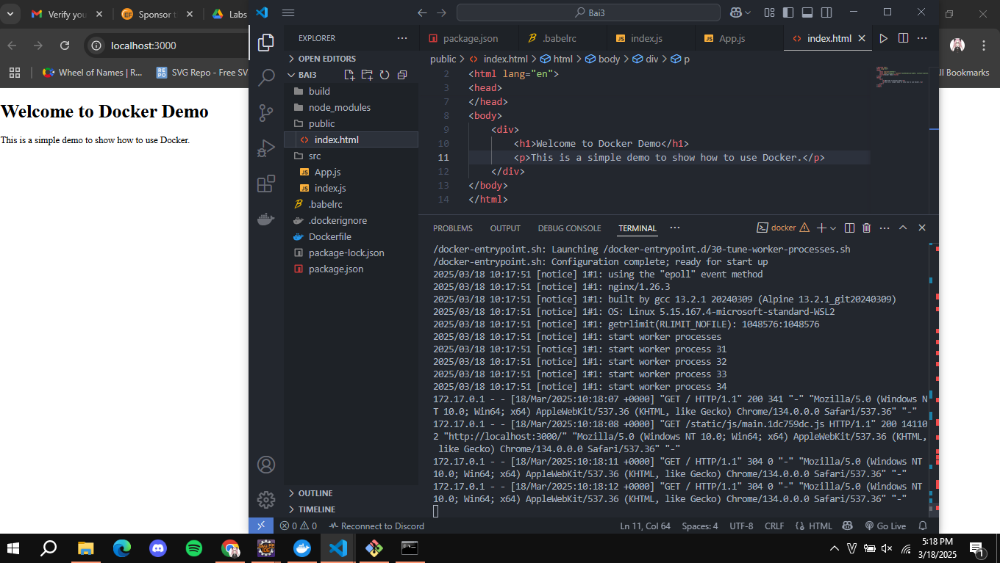 Verify you
Sponsor t
Labs
localhost:3000
Wheel of Names | R...
SVG Repo - Free SV
All Bookmarks
Welcome to Docker Demo
This is a simple demo to show how to use Docker.
Bai3
EXPLORER
OPEN EDITORS
BAI3
build
node_modules
public
index.html
src
App.js
index.js
.babelrc
.dockerignore
Dockerfile
package-lock.json
package.json
OUTLINE
TIMELINE
package.json
.babelrc
index.js
App.js
index.html
public > index.html > html > body > div > p
2 <html lang="en">
3 <head>
7 </head>
8 <body>
9 <div>
10 <h1>Welcome to Docker Demo</h1>
11 <p>This is a simple demo to show how to use Docker.</p>
12 </div>
13 </body>
14 </html>
PROBLEMS OUTPUT DEBUG CONSOLE TERMINAL
docker
/docker-entrypoint.sh: Launching /docker-entrypoint.d/30-tune-worker-processes.sh
/docker-entrypoint.sh: Configuration complete; ready for start up
2025/03/18 10:17:51 [notice] 1#1: using the "epoll" event method
2025/03/18 10:17:51 [notice] 1#1: nginx/1.26.3
2025/03/18 10:17:51 [notice] 1#1: built by gcc 13.2.1 20240309 (Alpine 13.2.1_git20240309)
2025/03/18 10:17:51 [notice] 1#1: OS: Linux 5.15.167.4-microsoft-standard-WSL2
2025/03/18 10:17:51 [notice] 1#1: getrlimit(RLIMIT_NOFILE): 1048576:1048576
2025/03/18 10:17:51 [notice] 1#1: start worker processes
2025/03/18 10:17:51 [notice] 1#1: start worker process 31
2025/03/18 10:17:51 [notice] 1#1: start worker process 32
2025/03/18 10:17:51 [notice] 1#1: start worker process 33
2025/03/18 10:17:51 [notice] 1#1: start worker process 34
172.17.0.1 - - [18/Mar/2025:10:18:07 +0000] "GET / HTTP/1.1" 200 341 "-" "Mozilla/5.0 (Windows N
T 10.0; Win64; x64) AppleWebKit/537.36 (KHTML, like Gecko) Chrome/134.0.0.0 Safari/537.36" "-"
172.17.0.1 - - [18/Mar/2025:10:18:08 +0000] "GET /static/js/main.1dc759dc.js HTTP/1.1" 200 14110
2 "http://localhost:3000/" "Mozilla/5.0 (Windows NT 10.0; Win64; x64) AppleWebKit/537.36 (KHTML,
like Gecko) Chrome/134.0.0.0 Safari/537.36" "-"
172.17.0.1 - - [18/Mar/2025:10:18:11 +0000] "GET / HTTP/1.1" 304 0 "-" "Mozilla/5.0 (Windows NT
10.0; Win64; x64) AppleWebKit/537.36 (KHTML, like Gecko) Chrome/134.0.0.0 Safari/537.36" "-"
172.17.0.1 - - [18/Mar/2025:10:18:12 +0000] "GET / HTTP/1.1" 304 0 "-" "Mozilla/5.0 (Windows NT
10.0; Win64; x64) AppleWebKit/537.36 (KHTML, like Gecko) Chrome/134.0.0.0 Safari/537.36" "-"
0 0 Reconnect to Discord Ln 11, Col 64 Spaces: 4 UTF-8 CRLF HTML Go Live
5:18 PM
3/18/2025
1